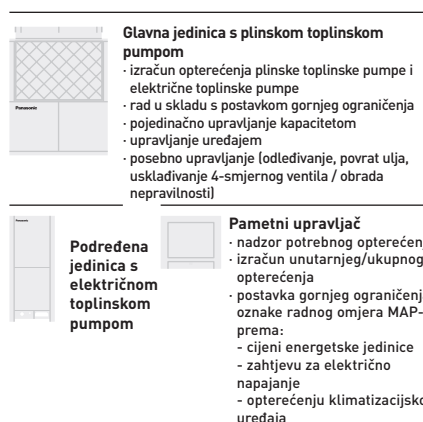 Glavna jedinica s plinskom toplinskom
pumpom
· izračun opterećenja plinske toplinske pumpe i
električne toplinske pumpe
· rad u skladu s postavkom gornjeg ograničenja
· pojedinačno upravljanje kapacitetom
· upravljanje uređajem
· posebno upravljanje (odleđivanje, povrat ulja,
usklađivanje 4-smjernog ventila / obrada
nepravilnosti)
Panasonic
Panasonic
Podređena
jedinica s
električnom
toplinskom
pumpom
Pametni upravljač
· nadzor potrebnog
· izračun unutarnjeg/ukupnog
opterećenja
· postavka gornjeg
oznake radnog omjera MAP-
prema:
- cijeni energetske jedinice
- zahtjevu za električno
napajanje
- opterećenju
uređaja